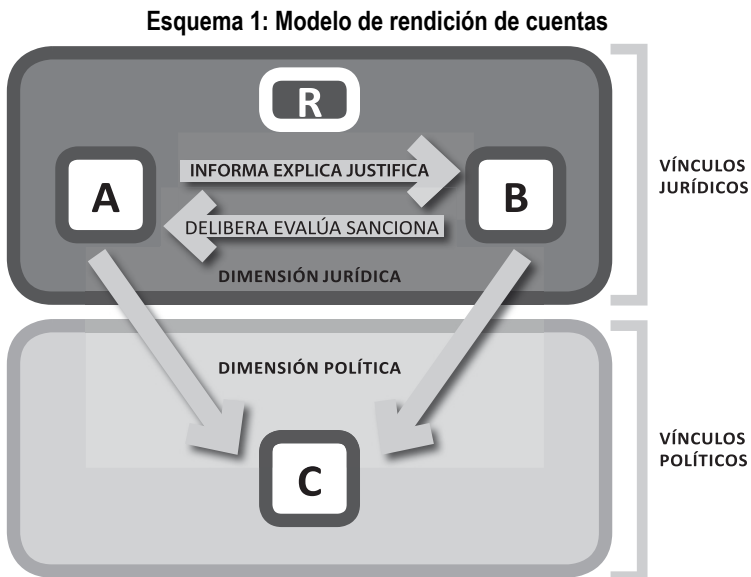 Esquema 1: Modelo de rendición de cuentas
R
A
INFORMA EXPLICA JUSTIFICA
B
DELIBERA EVALÚA SANCIONA
DIMENSIÓN JURÍDICA
VÍNCULOS
JURÍDICOS
DIMENSIÓN POLÍTICA
C
VÍNCULOS
POLÍTICOS